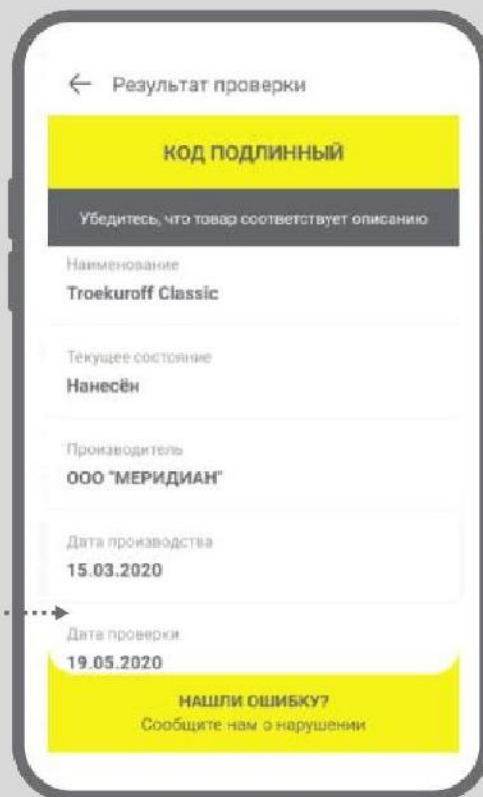 ← Результат проверки
КОД ПОДЛИННЫЙ
Убедитесь, что товар соответствует описанию
Наименование
Troekuroff Classic
Текущее состояние
Нанесён
Производитель
ООО "МЕРИДИАН"
Дата производства
15.03.2020
Дата проверки
19.05.2020
НАШЛИ ОШИБКУ?
Сообщите нам о нарушении